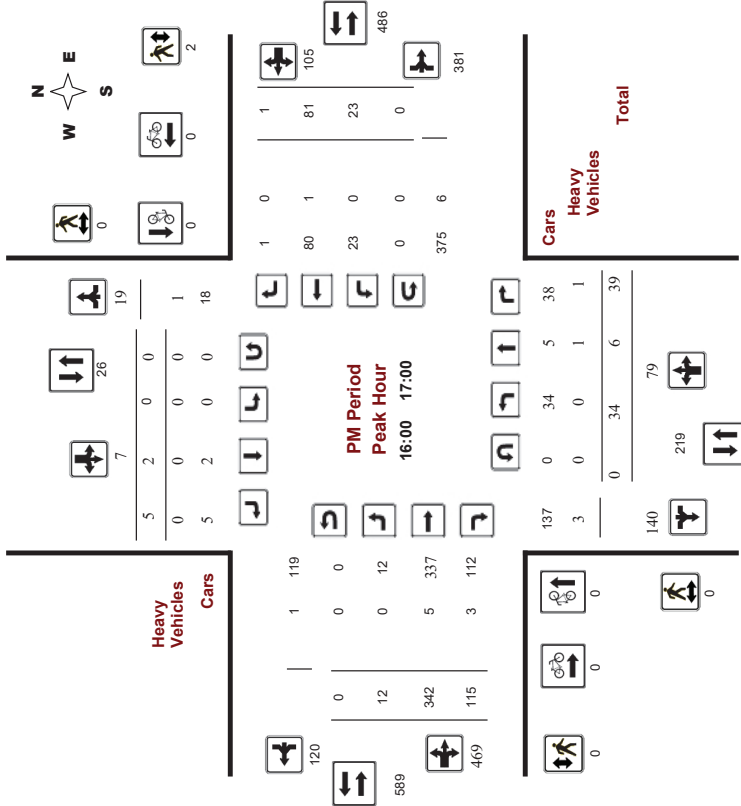 N
W E
S
0
2
0
0
26
7
19
5 2 0 0
0 0 0 0 1
5 2 0 0 18
Heavy
Vehicles
Cars
486
105
381
1 0 1
80 1 81
23 0 23
0 0 0
375 6
PM Period
Peak Hour
16:00 17:00
1 119
0 0 0
12 0 12
342 5 337
115 3 112
120
589
469
Cars
Heavy
Vehicles
Total
137 0 34 5 38
3 0 0 1 1
0 34 6 39
140
219
79
0
0
0
0